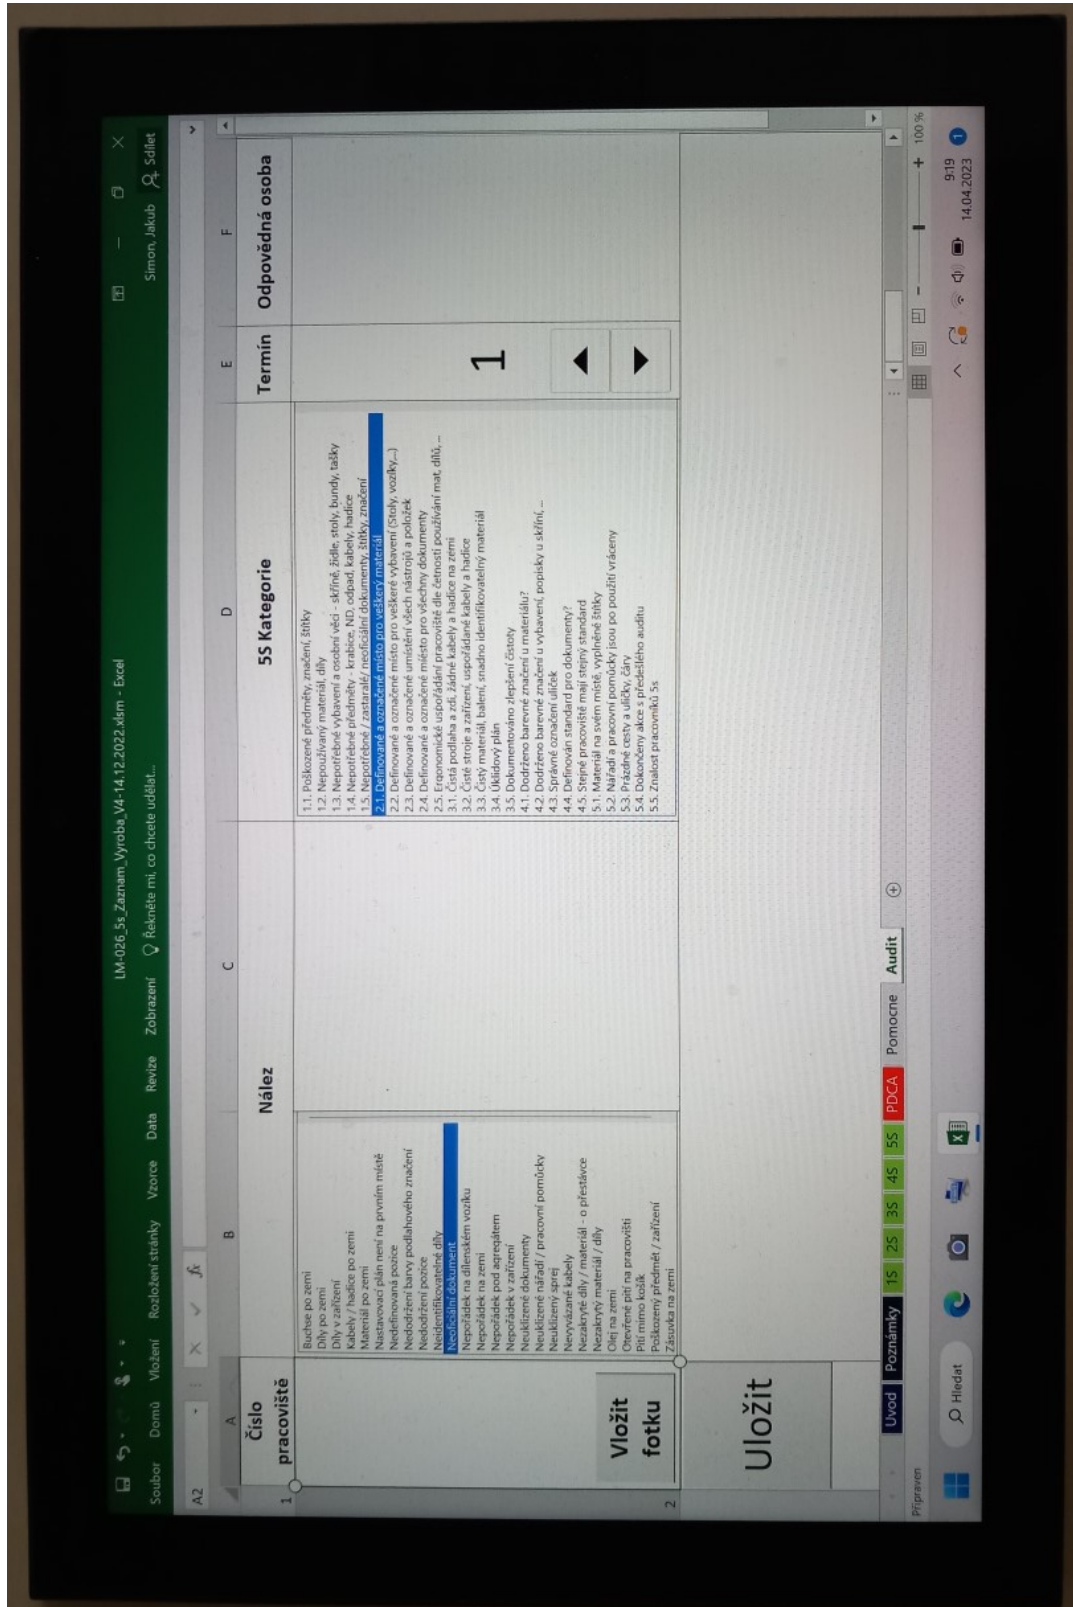 LM-026_5s_Zaznam_Vyroba_V4-14.12.2022.xlsm - Excel
Simon, Jakub
Sdílet
Soubor Domů Vložení Rozložení stránky Vzorce Data Revize Zobrazení Řekněte mi, co chcete udělat...
A2
fx
A B C D E F
1
Číslo pracoviště
Nález
5S Kategorie
Termín
Odpovědná osoba
2
Vložit
fotku
Buchse po zemi
Díly po zemi
Díly v zařízení
Kabely / hadice po zemi
Materiál po zemi
Nastavovací plán není na prvním místě
Nedefinovaná pozice
Nedodržení barvy podlahového značení
Nedodržení pozice
Neidentifikovatelné díly
Neoficiální dokument
Nepořádek na dílenském vozíku
Nepořádek na zemi
Nepořádek pod agregátem
Nepořádek v zařízení
Neuklizené dokumenty
Neuklizené nářadí / pracovní pomůcky
Neuklizený sprej
Nevyvázané kabely
Nezakryté díly / materiál - o přestávce
Nezakrytý materiál / díly
Olej na zemi
Otevřené pití na pracovišti
Pití mimo košík
Poškozený předmět / zařízení
Zásuvka na zemi
1.1. Poškozené předměty, značení, štítky
1.2. Nepoužívaný materiál, díly
1.3. Nepotřebné vybavení a osobní věci - skříně, židle, stoly, bundy, tašky
1.4. Nepotřebné předměty - krabice, ND, odpad, kabely, hadice
1.5. Nepotřebné / zastaralé/ neoficiální dokumenty, štítky, značení
2.1. Definované a označené místo pro veškerý materiál
2.2. Definované a označené místo pro veškeré vybavení (Stoly, vozíky,...)
2.3. Definované a označené umístění všech nástrojů a položek
2.4. Definované a označené miésto pro všechny dokumenty
2.5. Ergonomické uspořádání pracoviště dle četnosti používání mat, dílů, ...
3.1. Čistá podlaha a zdi, žádné kabely a hadice na zemi
3.2. Čisté stroje a zařízení, uspořádané kabely a hadice
3.3. Čistý materiál, balení, snadno identifikovatelný materiál
3.4. Úklidový plán
3.5. Dokumentováno zlepšení čistoty
4.1. Dodrženo barevné značení u materiálu?
4.2. Dodrženo barevné značení u vybavení, popisky u skříní, ...
4.3. Správné označení uliček
4.4. Definován standard pro dokumenty?
4.5. Stejné pracoviště mají stejný standard
5.1. Materiál na svém místě, vyplněné štítky
5.2. Nářadí a pracovní pomůcky jsou po použití vráceny
5.3. Prázdné cesty a uličky, čáry
5.4. Dokončeny akce s předešlého auditu
5.5. Znalost pracovníků 5s
1
Uložit
Uvod Poznámky 1S 2S 3S 4S 5S PDCA Pomocne Audit
Připraven
100 %
Hledat
9:19
14.04.2023
1